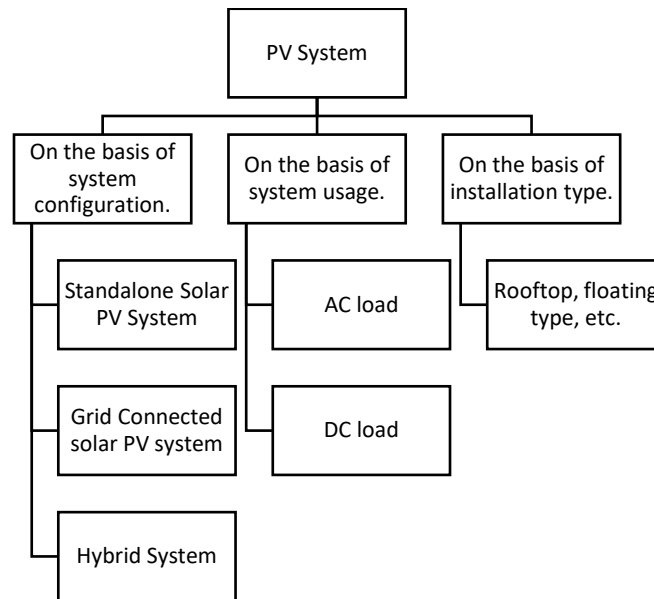 PV System
On the basis of
system
configuration.
On the basis of
system usage.
On the basis of
installation type.
Standalone Solar
PV System
AC load
Rooftop, floating
type, etc.
Grid Connected
solar PV system
DC load
Hybrid System